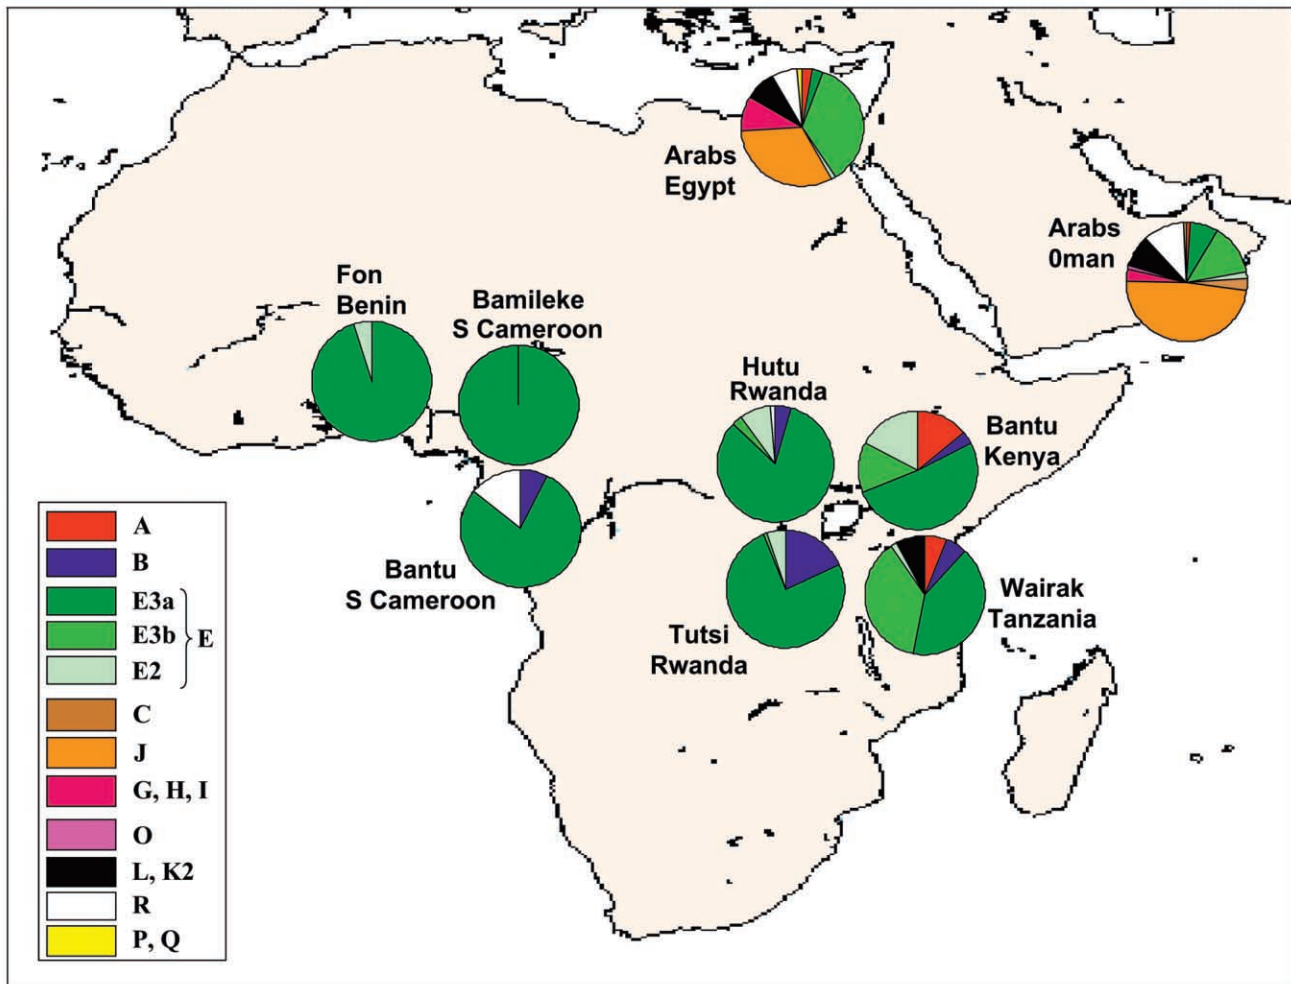 Arabs
Egypt
Arabs
0man
Fon
Benin
Bamileke
S Cameroon
Hutu
Rwanda
Bantu
Kenya
Bantu
S Cameroon
Tutsi
Rwanda
Wairak
Tanzania
A
B
E3a
E3b
E
E2
C
J
G, H, I
O
L, K2
R
P, Q